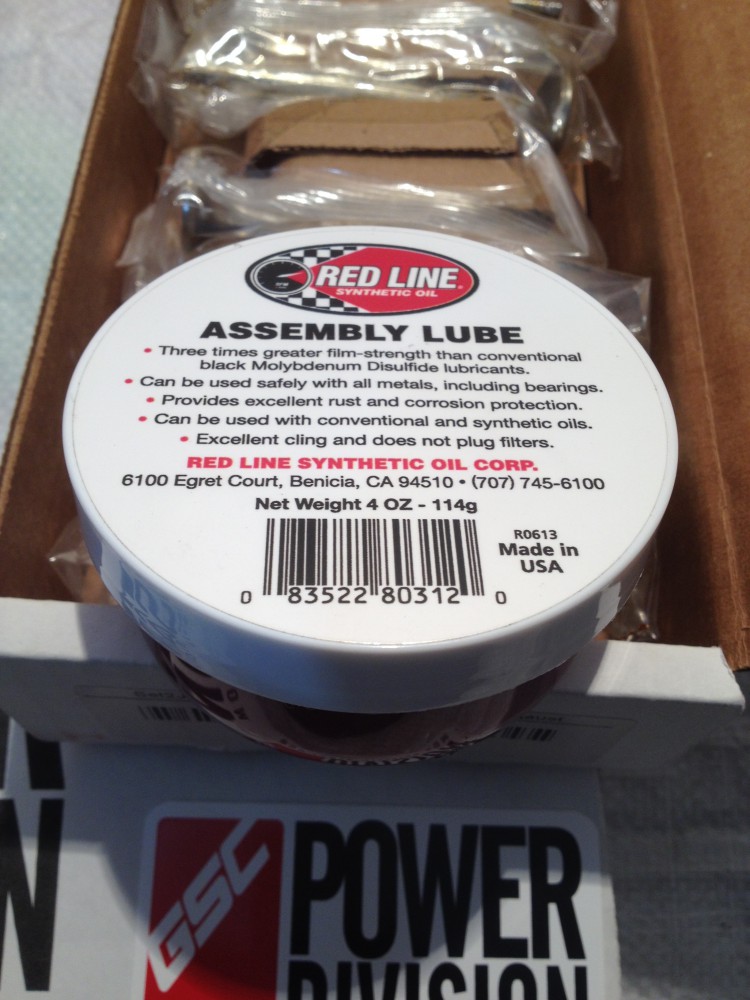 RED LINE
SYNTHETIC OIL
ASSEMBLY LUBE
• Three times greater film-strength than conventional
black Molybdenum Disulfide lubricants.
• Can be used safely with all metals, including bearings.
• Provides excellent rust and corrosion protection.
• Can be used with conventional and synthetic oils.
• Excellent cling and does not plug filters.
RED LINE SYNTHETIC OIL CORP.
6100 Egret Court, Benicia, CA 94510 • (707) 745-6100
Net Weight 4 OZ - 114g
R0613
Made in
USA
0 83522 80312 0
GSC
POWER
DIVISION